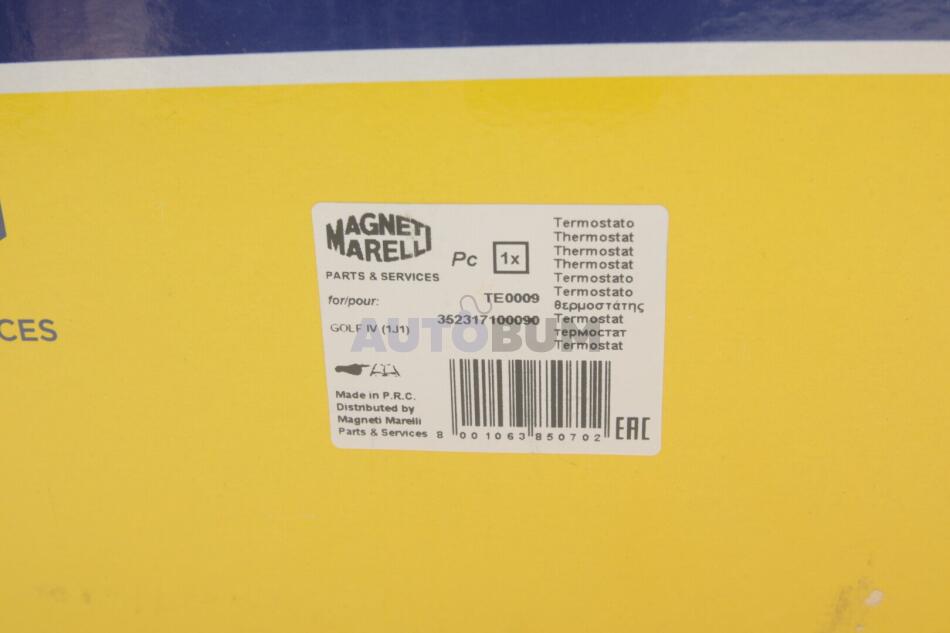 CES
MAGNETI
MARELLI
PARTS & SERVICES
Pc 1x
for/pour:
GOLF IV (1J1)
TE0009
352317100090
Termostato
Thermostat
Thermostat
Thermostat
Termostato
Termostato
θερμοστάτης
Termostat
термостат
Termostat
AUTOBUM
Made in P.R.C.
Distributed by
Magneti Marelli
Parts & Services
8 001063 850702
EAC